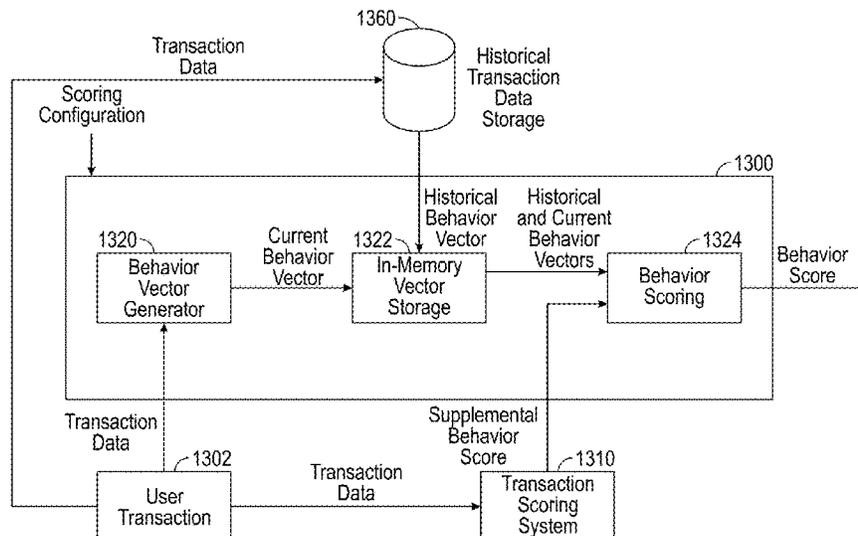 1360
Transaction
Data
Historical
Transaction
Data
Storage
Scoring
Configuration
1300
Historical
Behavior
Vector
Historical
and Current
Behavior
Vectors
1320
Current
Behavior
Vector
1322
1324
Behavior
Vector
Generator
In-Memory
Vector
Storage
Behavior
Scoring
Behavior
Score
Transaction
Data
Supplemental
Behavior
Score
1302
Transaction
Data
1310
User
Transaction
Transaction
Scoring
System